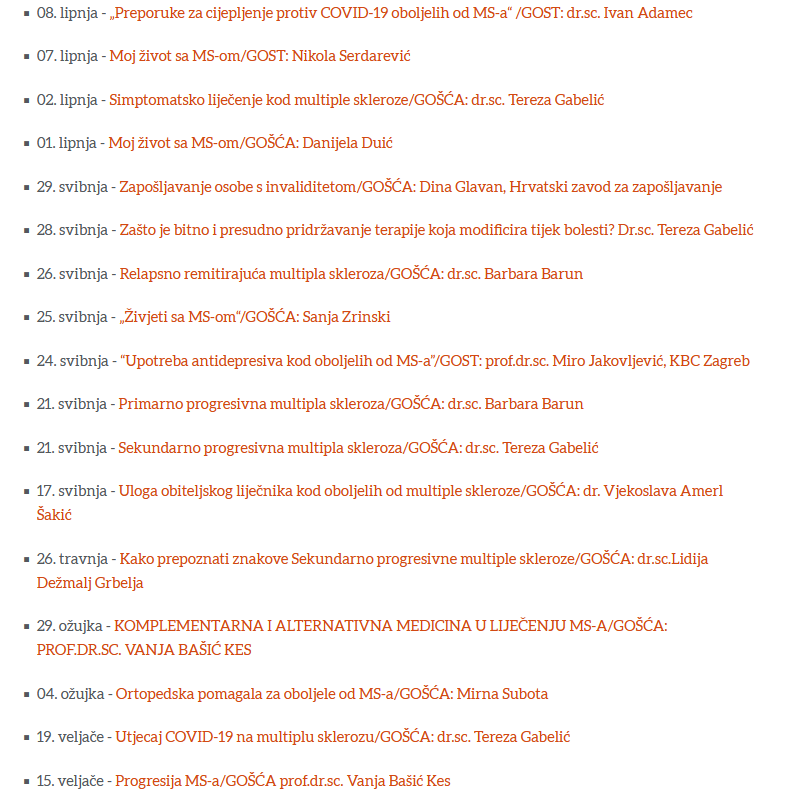 ▪ 08. lipnja - „Preporuke za cijepljenje protiv COVID-19 oboljelih od MS-a“ /GOST: dr.sc. Ivan Adamec
▪ 07. lipnja - Moj život sa MS-om/GOST: Nikola Serdarević
▪ 02. lipnja - Simptomatsko liječenje kod multiple skleroze/GOŠĆA: dr.sc. Tereza Gabelić
▪ 01. lipnja - Moj život sa MS-om/GOŠĆA: Danijela Duić
▪ 29. svibnja - Zapošljavanje osobe s invaliditetom/GOŠĆA: Dina Glavan, Hrvatski zavod za zapošljavanje
▪ 28. svibnja - Zašto je bitno i presudno pridržavanje terapije koja modificira tijek bolesti? Dr.sc. Tereza Gabelić
▪ 26. svibnja - Relapsno remitirajuća multipla skleroza/GOŠĆA: dr.sc. Barbara Barun
▪ 25. svibnja - „Živjeti sa MS-om“/GOŠĆA: Sanja Zrinski
▪ 24. svibnja - “Upotreba antidepresiva kod oboljelih od MS-a”/GOST: prof.dr.sc. Miro Jakovljević, KBC Zagreb
▪ 21. svibnja - Primarno progresivna multipla skleroza/GOŠĆA: dr.sc. Barbara Barun
▪ 21. svibnja - Sekundarno progresivna multipla skleroza/GOŠĆA: dr.sc. Tereza Gabelić
▪ 17. svibnja - Uloga obiteljskog liječnika kod oboljelih od multiple skleroze/GOŠĆA: dr. Vjekoslava Amerl
Šakić
▪ 26. travnja - Kako prepoznati znakove Sekundarno progresivne multiple skleroze/GOŠĆA: dr.sc.Lidija
Dežmalj Grbelja
▪ 29. ožujka - KOMPLEMENTARNA I ALTERNATIVNA MEDICINA U LIJEČENJU MS-A/GOŠĆA:
PROF.DR.SC. VANJA BAŠIĆ KES
▪ 04. ožujka - Ortopedska pomagala za oboljele od MS-a/GOŠĆA: Mirna Subota
▪ 19. veljače - Utjecaj COVID-19 na multiplu sklerozu/GOŠĆA: dr.sc. Tereza Gabelić
▪ 15. veljače - Progresija MS-a/GOŠĆA prof.dr.sc. Vanja Bašić Kes